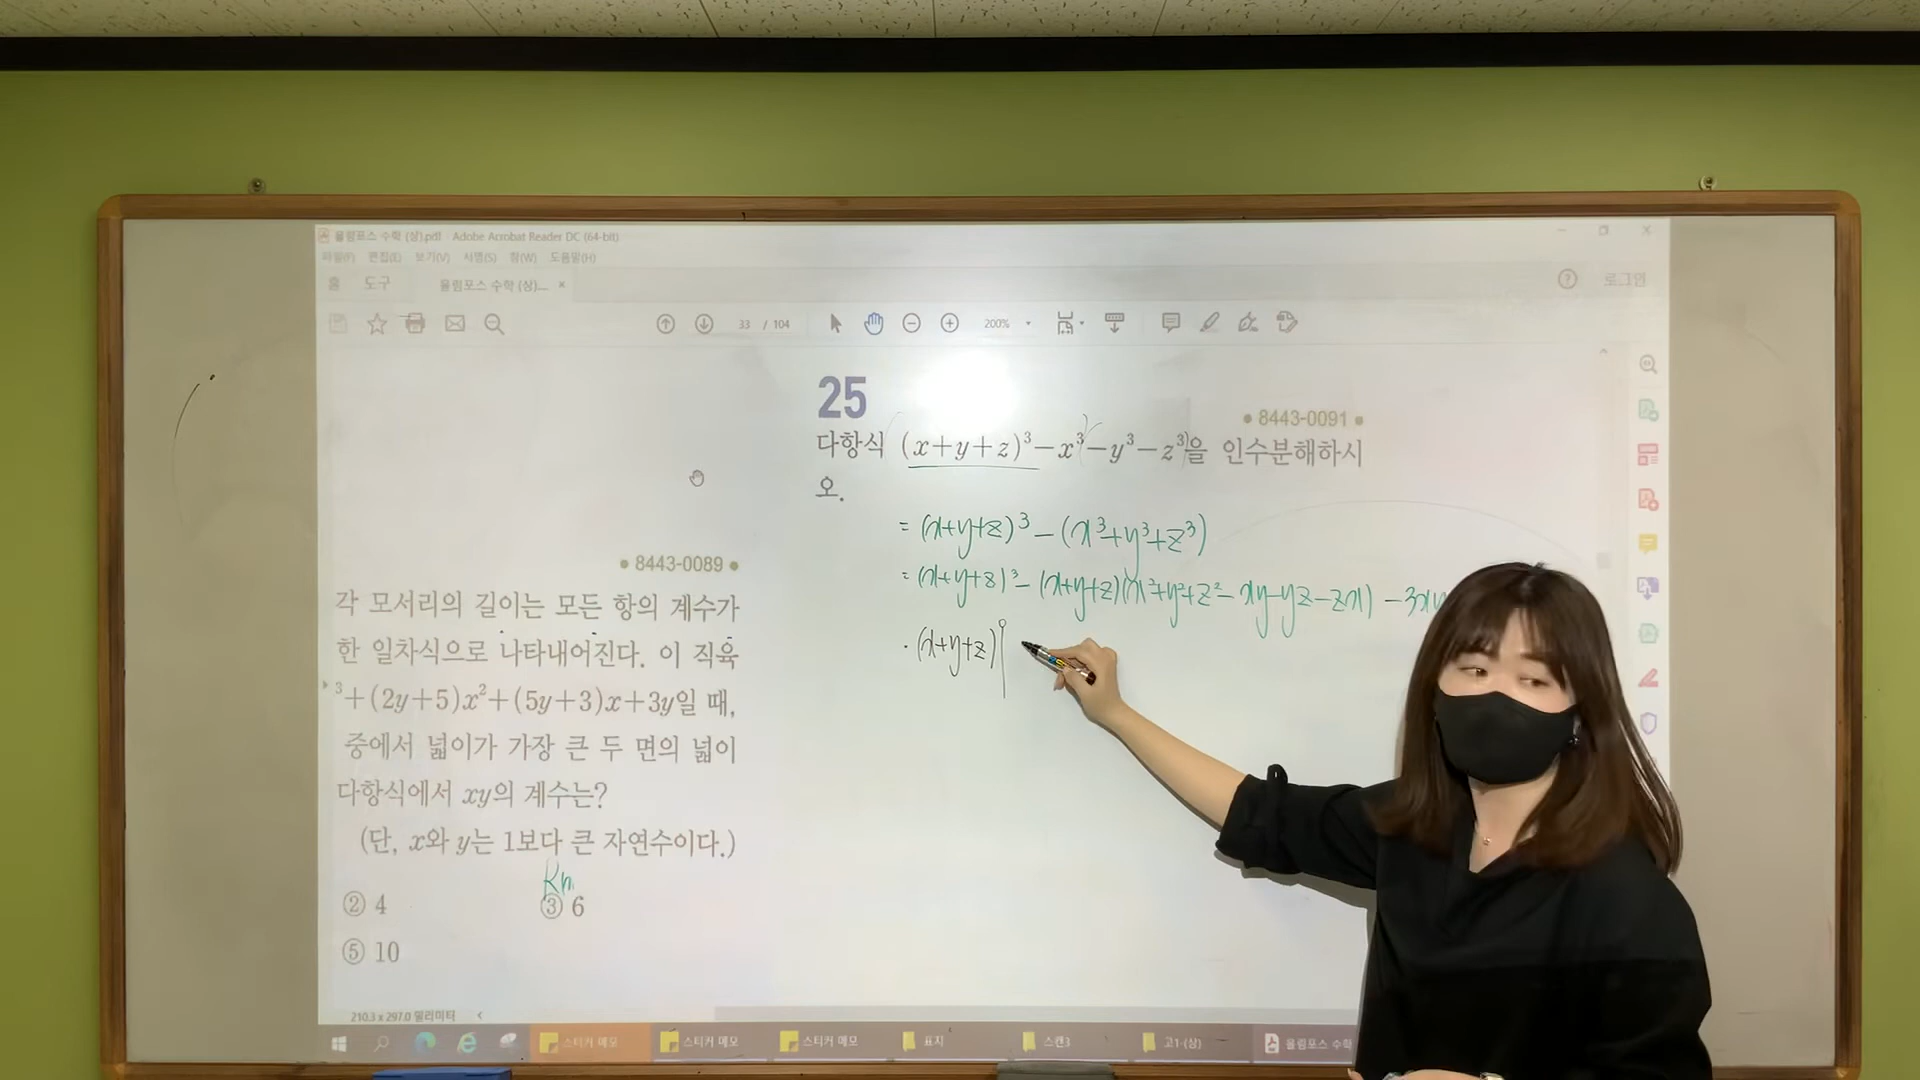 올림포스 수학 (상).pdf - Adobe Acrobat Reader DC (64-bit)
파일(F) 편집(E) 보기(V) 서명(S) 창(W) 도움말(H)
홈 도구 올림포스 수학 (상)... ×
로그인
33 / 104 200%
25
8443-0091
다항식 (x+y+z)³−x³−y³−z³을 인수분해하시
오.
= (x+y+z)³ − (x³+y³+z³)
= (x+y+z)³ − (x+y+z)(x²+y²+z²−xy−yz−zx) − 3xy
(x+y+z)
8443-0089
각 모서리의 길이는 모든 항의 계수가
한 일차식으로 나타내어진다. 이 직육
³+(2y+5)x²+(5y+3)x+3y일 때,
중에서 넓이가 가장 큰 두 면의 넓이
다항식에서 xy의 계수는?
(단, x와 y는 1보다 큰 자연수이다.)
② 4 ③ 6
⑤ 10
210.3 x 297.0 밀리미터
스티커 메모 스티커 메모 스티커 메모 표지 스캔3 고1-(상) 올림포스 수학